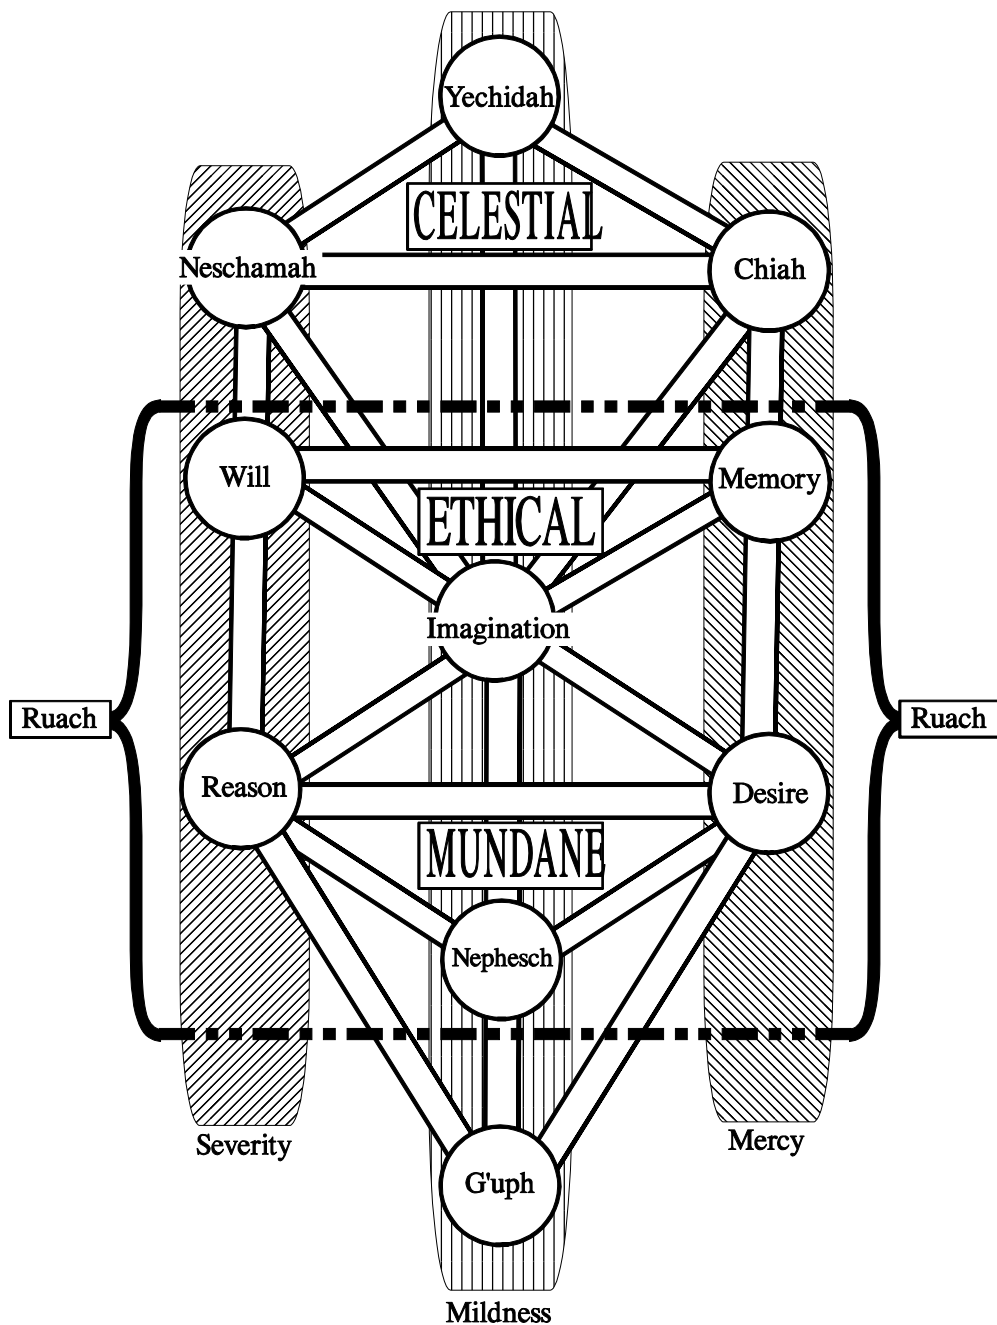 Yechidah
CELESTIAL
Neschamah
Chiah
Will
Memory
ETHICAL
Imagination
Ruach
Ruach
Reason
Desire
MUNDANE
Nephesch
Severity
Mercy
G'uph
Mildness